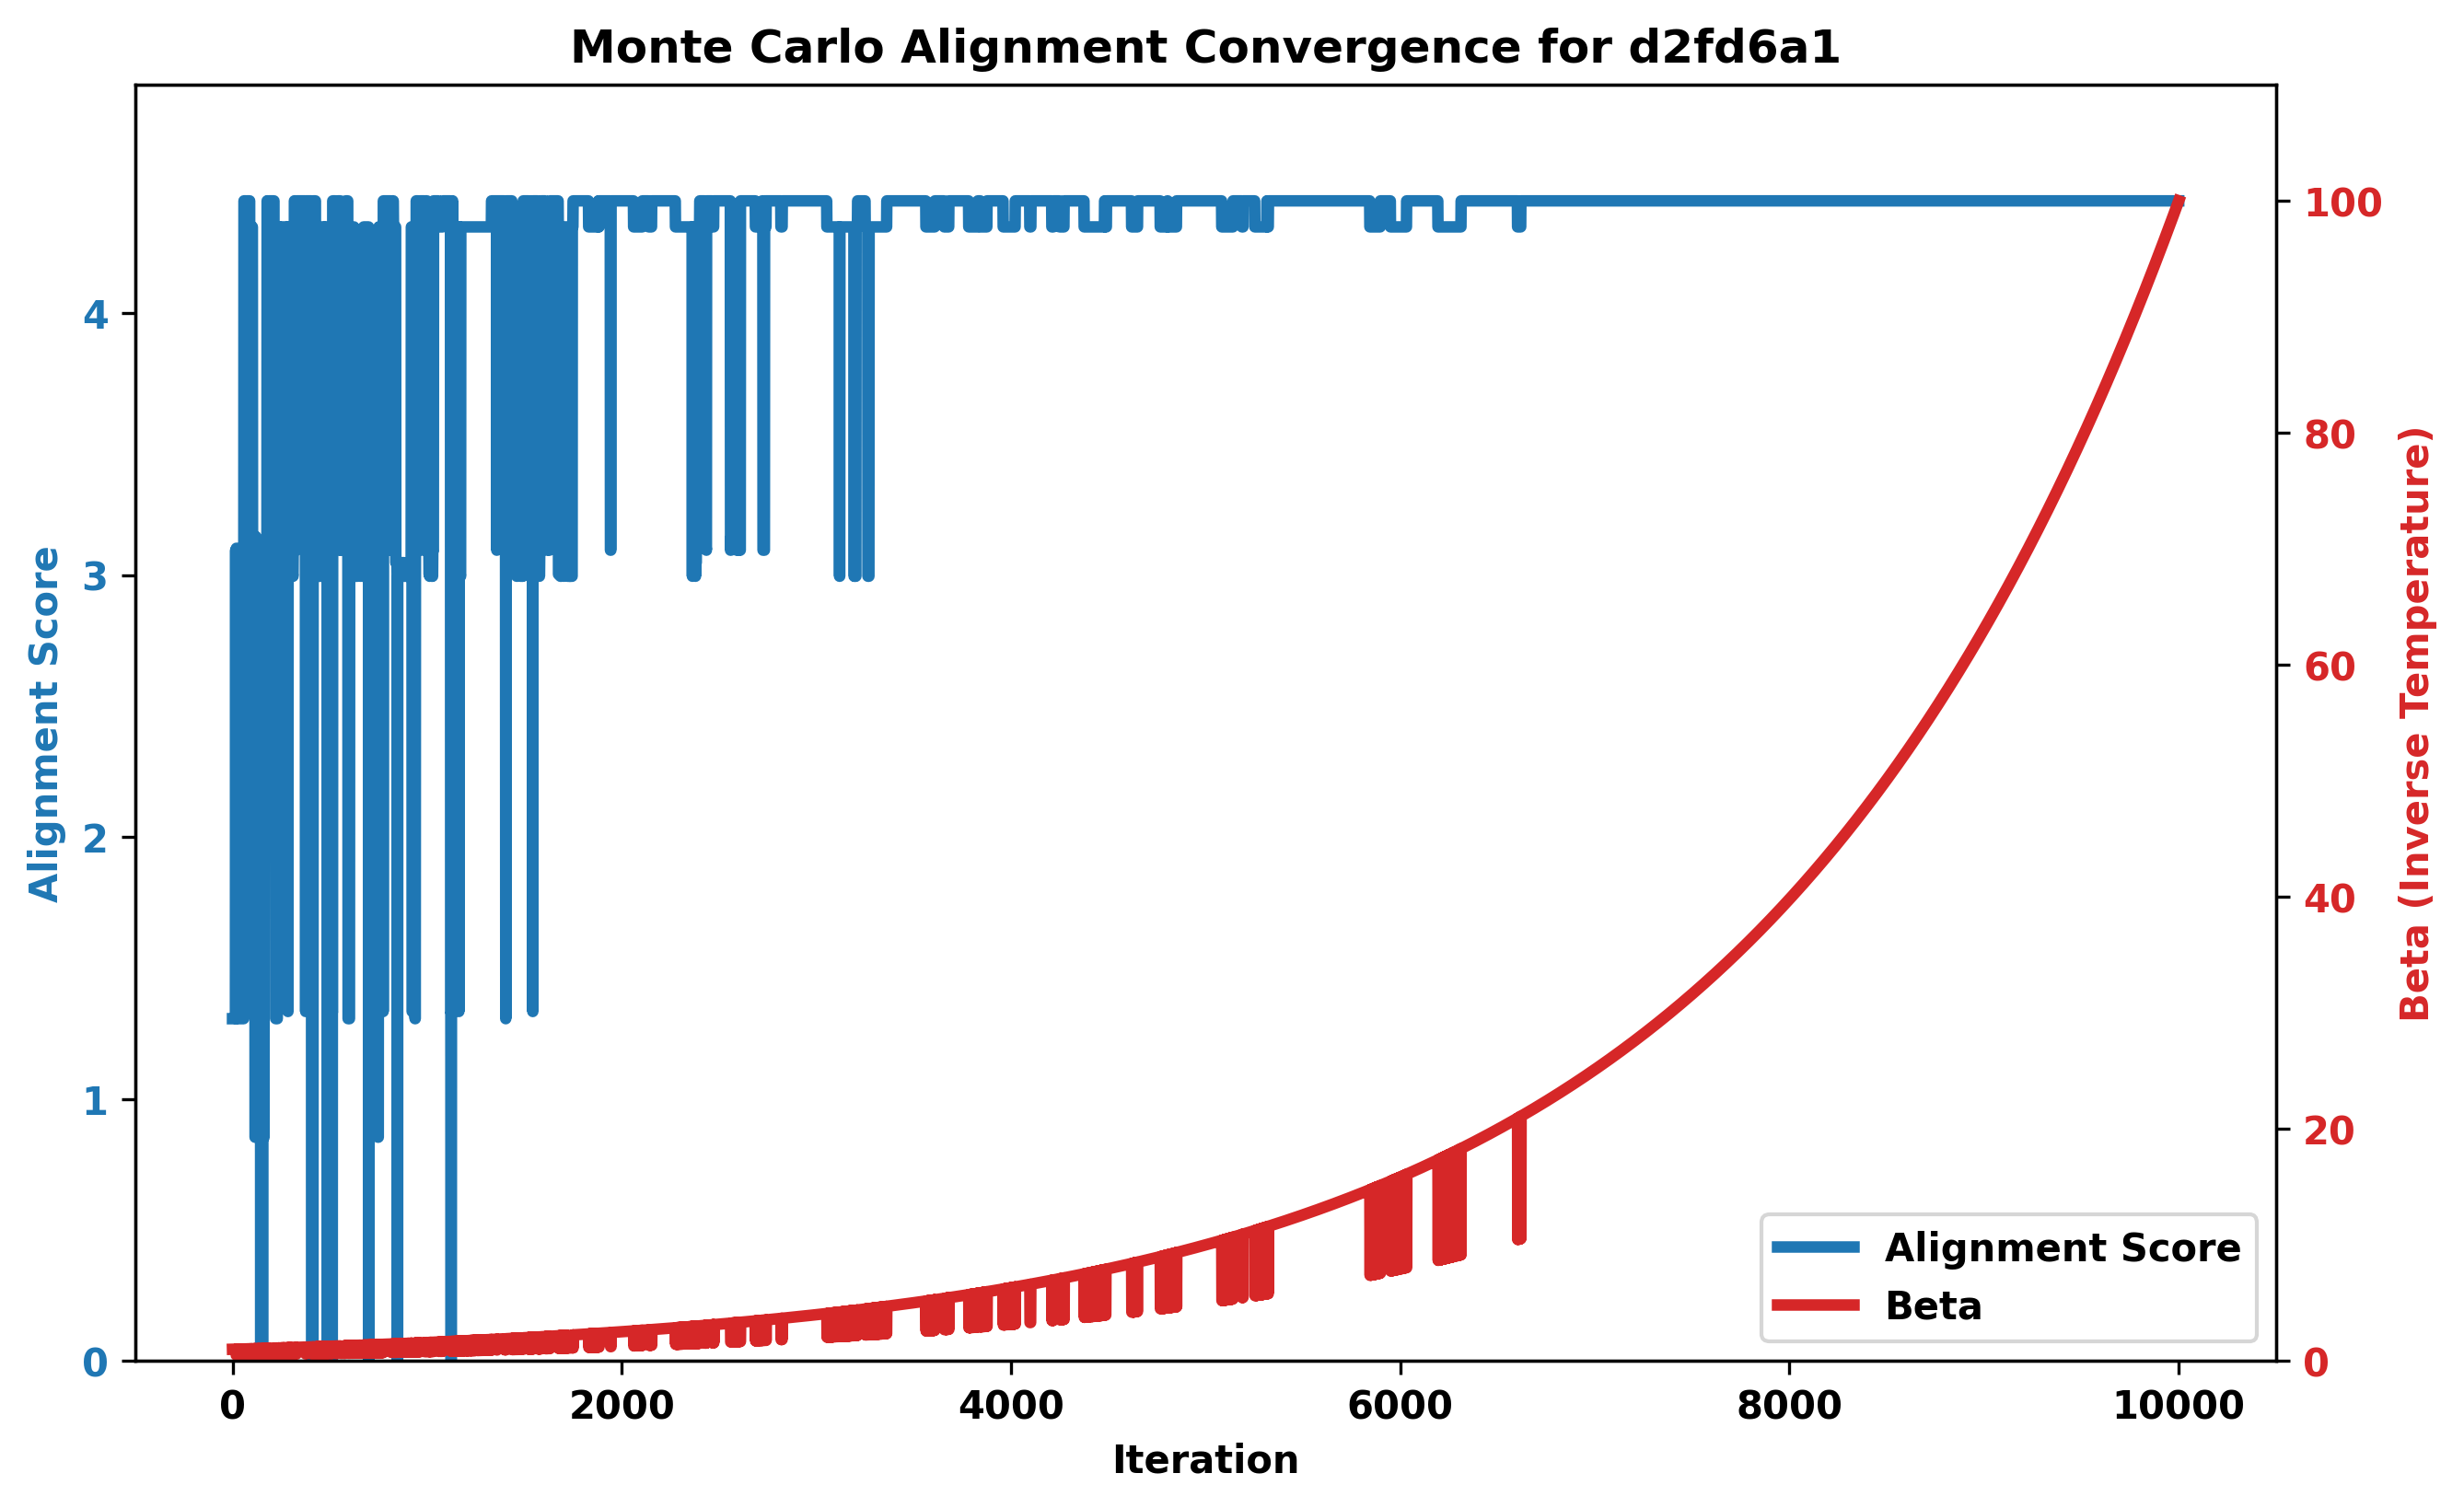 Monte Carlo Alignment Convergence for d2fd6a1
Alignment Score
4
3
2
1
0
100
80
60
40
20
0
Beta (Inverse Temperature)
Alignment Score
Beta
0 2000 4000 6000 8000 10000
Iteration